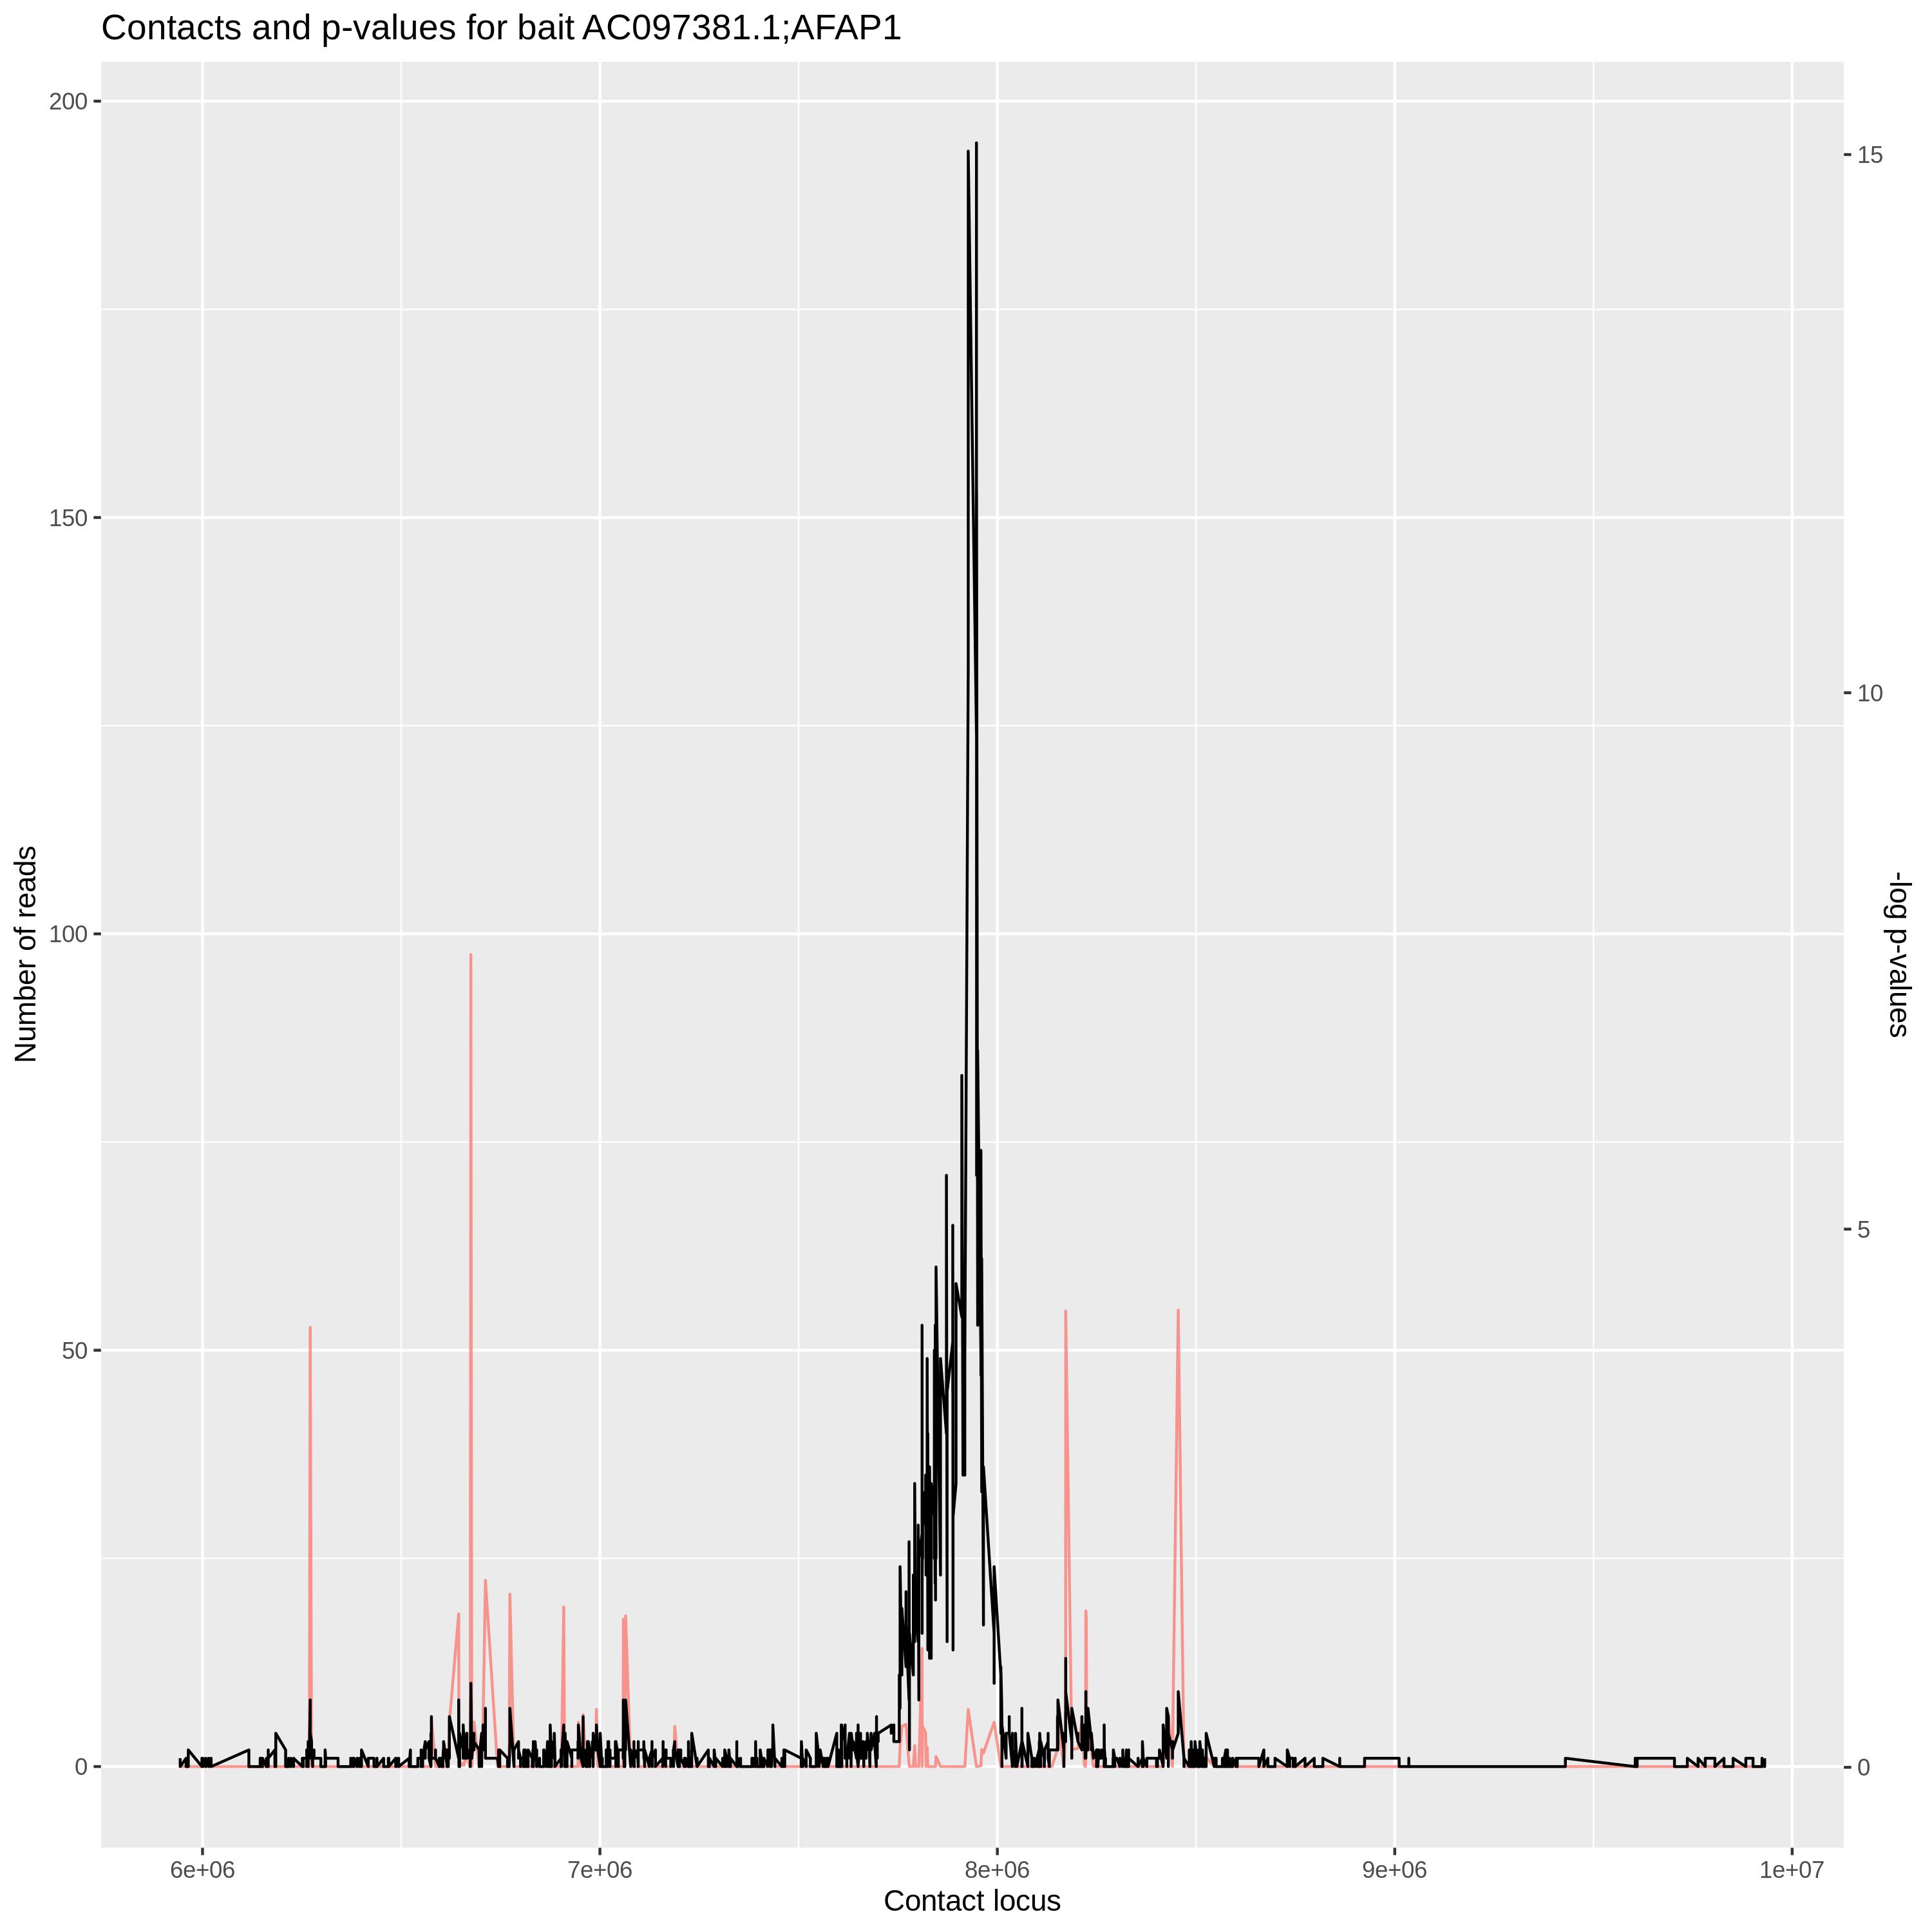 Contacts and p-values for bait AC097381.1;AFAP1
200
150
100
50
0
Number of reads
15
10
5
0
-log p-values
6e+06
7e+06
8e+06
9e+06
1e+07
Contact locus